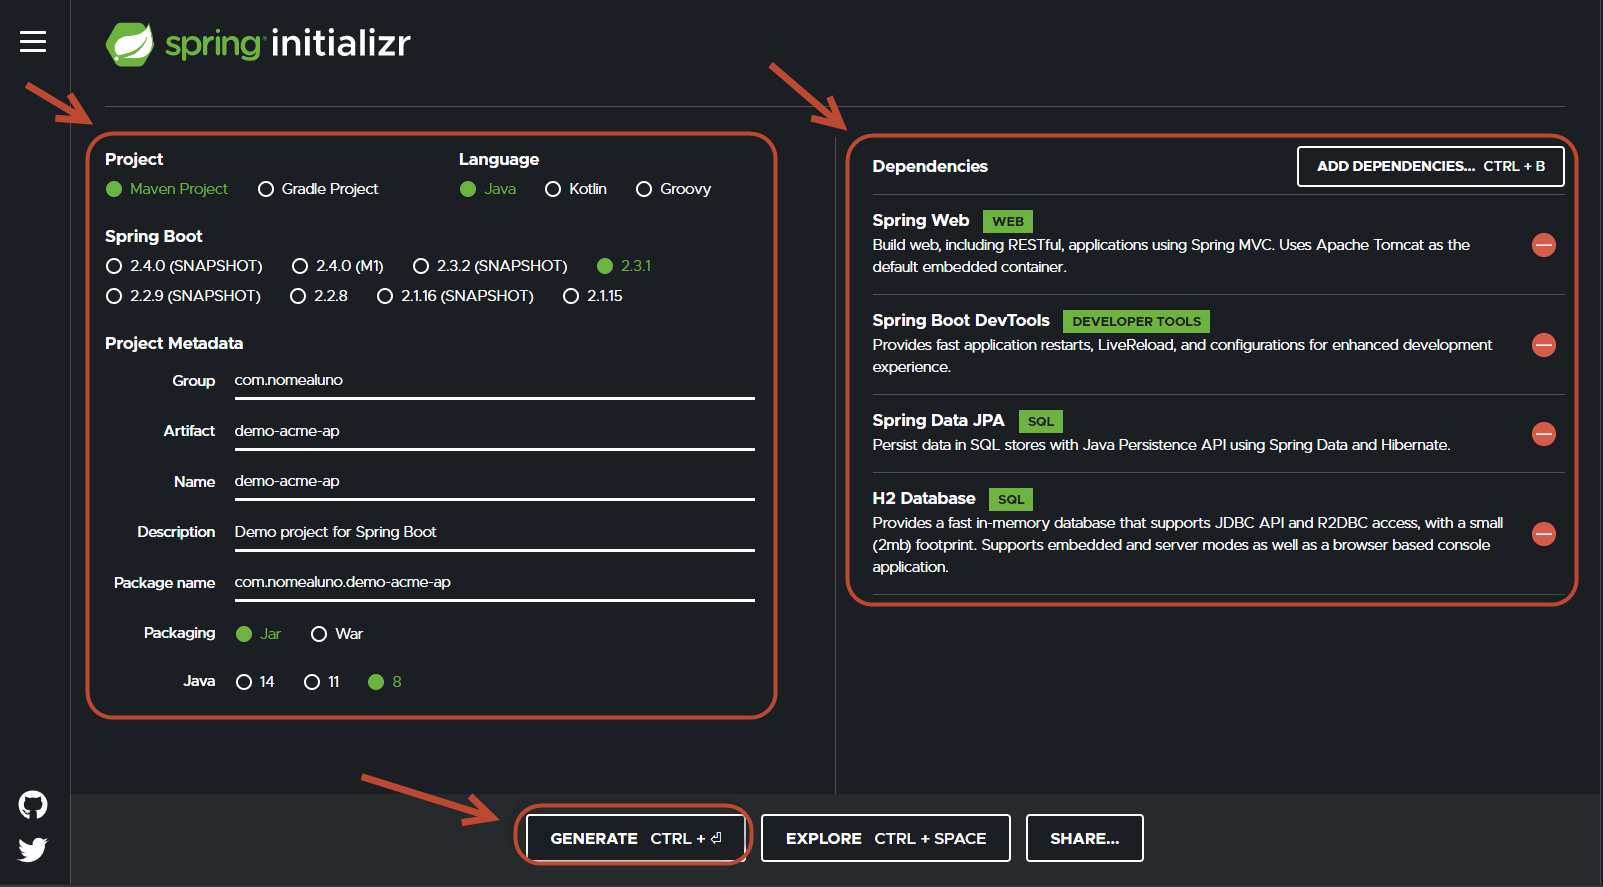 spring initializr
Project
Maven Project Gradle Project
Language
Java Kotlin Groovy
Spring Boot
2.4.0 (SNAPSHOT) 2.4.0 (M1) 2.3.2 (SNAPSHOT) 2.3.1
2.2.9 (SNAPSHOT) 2.2.8 2.1.16 (SNAPSHOT) 2.1.15
Project Metadata
Group com.nomealuno
Artifact demo-acme-ap
Name demo-acme-ap
Description Demo project for Spring Boot
Package name com.nomealuno.demo-acme-ap
Packaging Jar War
Java 14 11 8
Dependencies
ADD DEPENDENCIES... CTRL + B
Spring Web WEB
Build web, including RESTful, applications using Spring MVC. Uses Apache Tomcat as the
default embedded container.
Spring Boot DevTools DEVELOPER TOOLS
Provides fast application restarts, LiveReload, and configurations for enhanced development
experience.
Spring Data JPA SQL
Persist data in SQL stores with Java Persistence API using Spring Data and Hibernate.
H2 Database SQL
Provides a fast in-memory database that supports JDBC API and R2DBC access, with a small
(2mb) footprint. Supports embedded and server modes as well as a browser based console
application.
GENERATE CTRL + ⏎
EXPLORE CTRL + SPACE
SHARE...